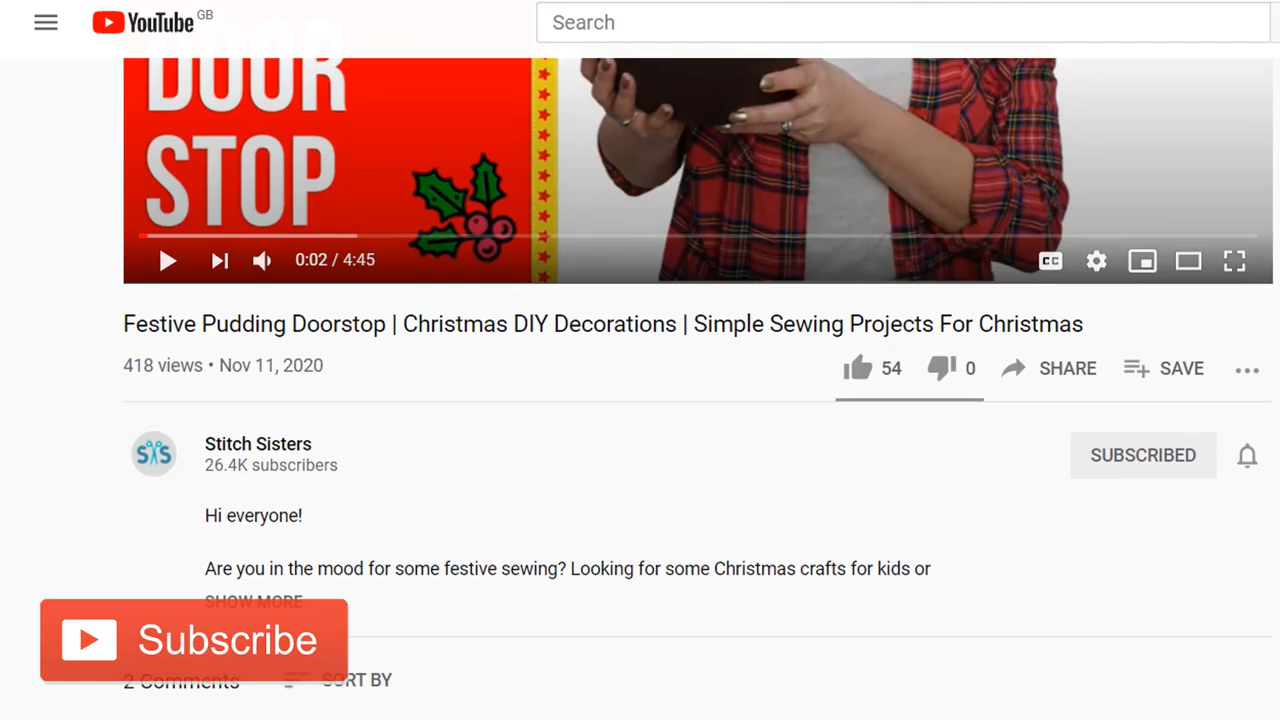 YouTube GB
Search
DOOR
STOP
0:02 / 4:45
CC
Festive Pudding Doorstop | Christmas DIY Decorations | Simple Sewing Projects For Christmas
418 views • Nov 11, 2020
54 0 SHARE SAVE
SS
Stitch Sisters
26.4K subscribers
SUBSCRIBED
Hi everyone!
Are you in the mood for some festive sewing? Looking for some Christmas crafts for kids or
SHOW MORE
Subscribe
2 Comments SORT BY